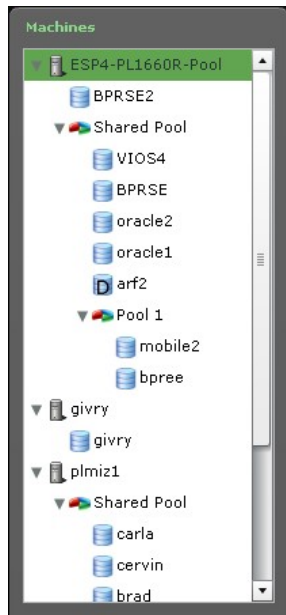 Machines
ESP4-PL1660R-Pool
BPRSE2
Shared Pool
VIOS4
BPRSE
oracle2
oracle1
D arf2
Pool 1
mobile2
bpree
givry
givry
plmiz1
Shared Pool
carla
cervin
brad